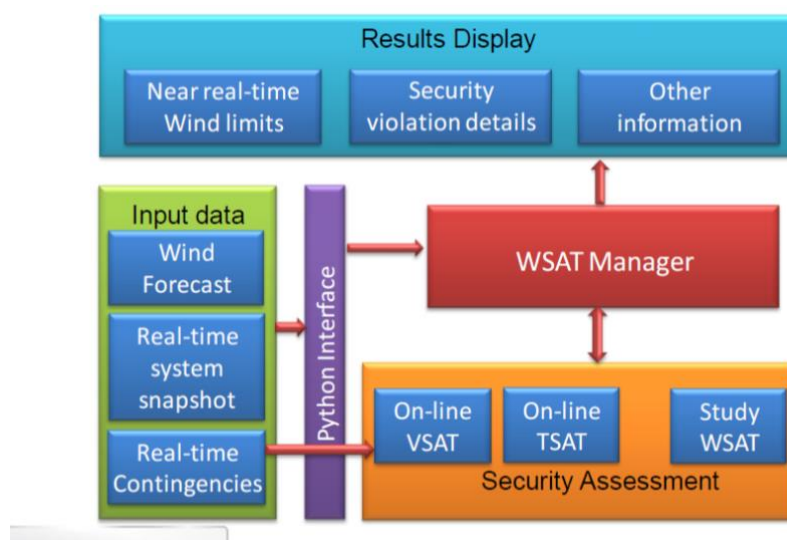 Results Display
Near real-time
Wind limits
Security
violation details
Other
information
Input data
Wind
Forecast
Real-time
system
snapshot
Real-time
Contingencies
Python Interface
WSAT Manager
On-line
VSAT
On-line
TSAT
Study
WSAT
Security Assessment